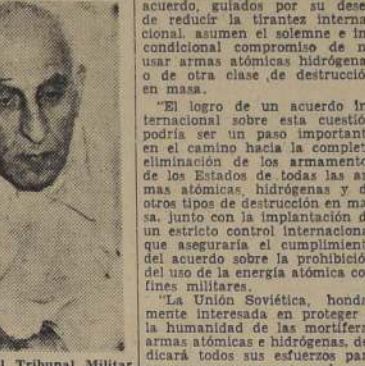 acuerdo, guiados por su dese
de reducir la tirantez interna
cional, asumen el solemne e in
condicional compromiso de n
usar armas atómicas hidrógena
o de otra clase de destrucció
en masa.
"El logro de un acuerdo in
ternacional sobre esta cuestió
podría ser un paso important
en el camino hacia la complet
eliminación de los armamento
de los Estados de todas las ar
mas atómicas, hidrógenas y d
otros tipos de destrucción en ma
sa, junto con la implantación d
un estricto control internaciona
que aseguraría el cumplimient
del acuerdo sobre la prohibició
del uso de la energía atómica co
fines militares.
"La Unión Soviética, honda
mente interesada en proteger
la humanidad de las mortífera
armas atómicas e hidrógenas, de
dicará todos sus esfuerzos par
l Tribunal Militar